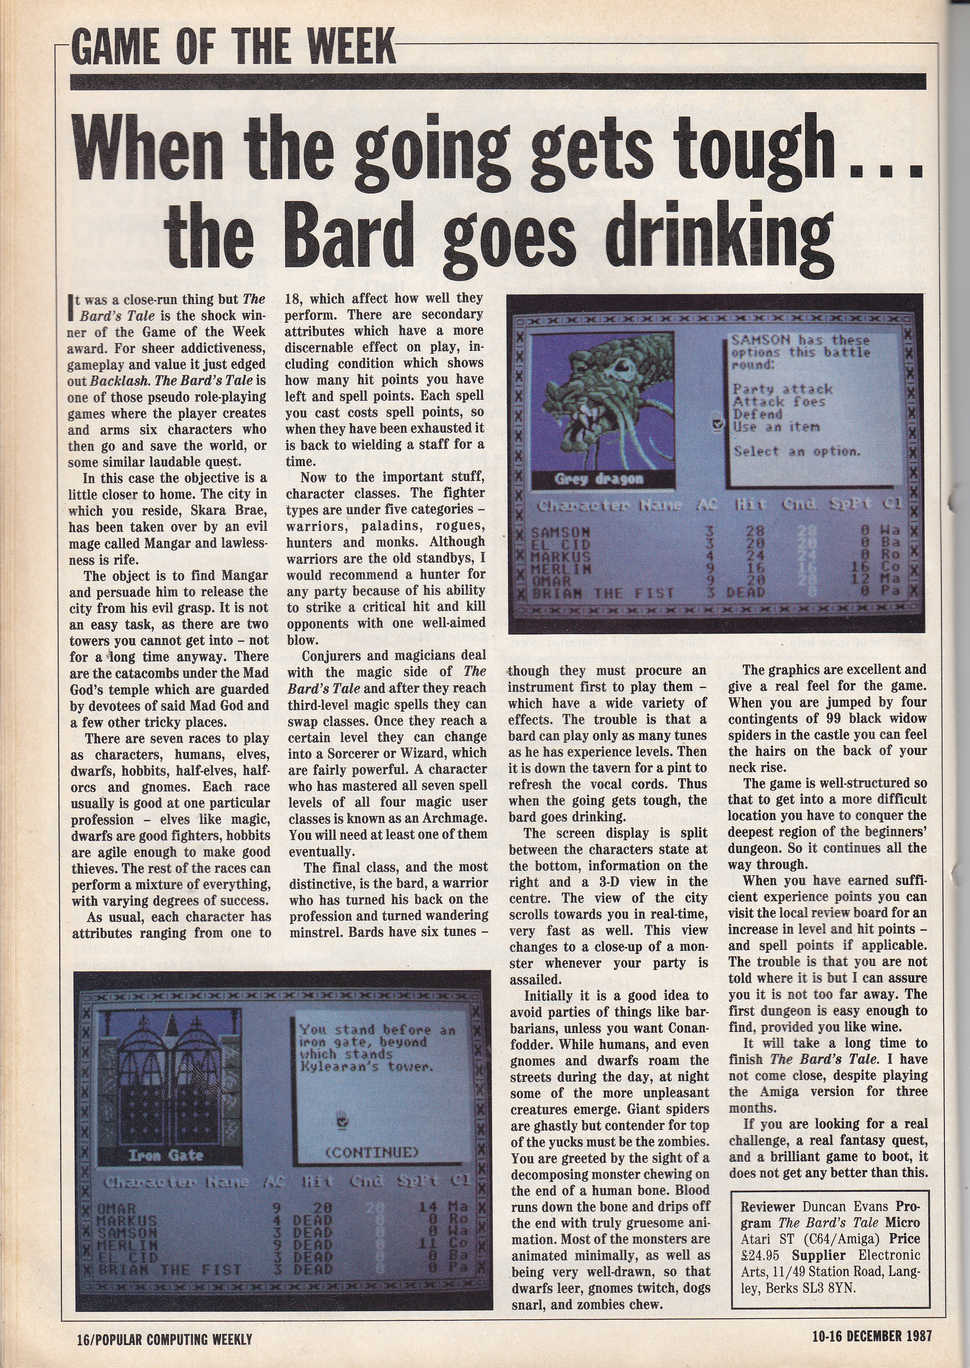 GAME OF THE WEEK
When the going gets tough...
the Bard goes drinking
It was a close-run thing but The
Bard's Tale is the shock win-
ner of the Game of the Week
award. For sheer addictiveness,
gameplay and value it just edged
out Backlash. The Bard's Tale is
one of those pseudo role-playing
games where the player creates
and arms six characters who
then go and save the world, or
some similar laudable quest.
In this case the objective is a
little closer to home. The city in
which you reside, Skara Brae,
has been taken over by an evil
mage called Mangar and lawless-
ness is rife.
The object is to find Mangar
and persuade him to release the
city from his evil grasp. It is not
an easy task, as there are two
towers you cannot get into – not
for a long time anyway. There
are the catacombs under the Mad
God's temple which are guarded
by devotees of said Mad God and
a few other tricky places.
There are seven races to play
as characters, humans, elves,
dwarfs, hobbits, half-elves, half-
orcs and gnomes. Each race
usually is good at one particular
profession – elves like magic,
dwarfs are good fighters, hobbits
are agile enough to make good
thieves. The rest of the races can
perform a mixture of everything,
with varying degrees of success.
As usual, each character has
attributes ranging from one to
18, which affect how well they
perform. There are secondary
attributes which have a more
discernable effect on play, in-
cluding condition which shows
how many hit points you have
left and spell points. Each spell
you cast costs spell points, so
when they have been exhausted it
is back to wielding a staff for a
time.
Now to the important stuff,
character classes. The fighter
types are under five categories –
warriors, paladins, rogues,
hunters and monks. Although
warriors are the old standbys, I
would recommend a hunter for
any party because of his ability
to strike a critical hit and kill
opponents with one well-aimed
blow.
Conjurers and magicians deal
with the magic side of The
Bard's Tale and after they reach
third-level magic spells they can
swap classes. Once they reach a
certain level they can change
into a Sorcerer or Wizard, which
are fairly powerful. A character
who has mastered all seven spell
levels of all four magic user
classes is known as an Archmage.
You will need at least one of them
eventually.
The final class, and the most
distinctive, is the bard, a warrior
who has turned his back on the
profession and turned wandering
minstrel. Bards have six tunes –
SAMSON has these
options this battle
round:
Party attack
Attack foes
Defend
Use an item
Select an option.
Grey dragon
Character Name AC Hit Cnd SpPt Cl
SAMSON 3 28 28 0 Wa
EL CID 3 20 20 0 Ba
MARKUS 4 24 24 0 Ro
MERLIN 9 16 16 16 Co
OMAR 9 20 20 12 Ma
BRIAN THE FIST 3 DEAD 0 0 Pa
though they must procure an
instrument first to play them –
which have a wide variety of
effects. The trouble is that a
bard can play only as many tunes
as he has experience levels. Then
it is down the tavern for a pint to
refresh the vocal cords. Thus
when the going gets tough, the
bard goes drinking.
The screen display is split
between the characters state at
the bottom, information on the
right and a 3-D view in the
centre. The view of the city
scrolls towards you in real-time,
very fast as well. This view
changes to a close-up of a mon-
ster whenever your party is
assailed.
Initially it is a good idea to
avoid parties of things like bar-
barians, unless you want Conan-
fodder. While humans, and even
gnomes and dwarfs roam the
streets during the day, at night
some of the more unpleasant
creatures emerge. Giant spiders
are ghastly but contender for top
of the yucks must be the zombies.
You are greeted by the sight of a
decomposing monster chewing on
the end of a human bone. Blood
runs down the bone and drips off
the end with truly gruesome ani-
mation. Most of the monsters are
animated minimally, as well as
being very well-drawn, so that
dwarfs leer, gnomes twitch, dogs
snarl, and zombies chew.
The graphics are excellent and
give a real feel for the game.
When you are jumped by four
contingents of 99 black widow
spiders in the castle you can feel
the hairs on the back of your
neck rise.
The game is well-structured so
that to get into a more difficult
location you have to conquer the
deepest region of the beginners'
dungeon. So it continues all the
way through.
When you have earned suffi-
cient experience points you can
visit the local review board for an
increase in level and hit points –
and spell points if applicable.
The trouble is that you are not
told where it is but I can assure
you it is not too far away. The
first dungeon is easy enough to
find, provided you like wine.
It will take a long time to
finish The Bard's Tale. I have
not come close, despite playing
the Amiga version for three
months.
If you are looking for a real
challenge, a real fantasy quest,
and a brilliant game to boot, it
does not get any better than this.
Reviewer Duncan Evans Pro-
gram The Bard's Tale Micro
Atari ST (C64/Amiga) Price
£24.95 Supplier Electronic
Arts, 11/49 Station Road, Lang-
ley, Berks SL3 8YN.
You stand before an
iron gate, beyond
which stands
Kylearan's tower.
(CONTINUE)
Iron Gate
Character Name AC Hit Cnd SpPt Cl
OMAR 9 20 20 14 Ma
MARKUS 4 DEAD 0 0 Ro
SAMSON 3 DEAD 0 0 Wa
MERLIN 9 DEAD 0 11 Co
EL CID 3 DEAD 0 0 Ba
BRIAN THE FIST 3 DEAD 0 0 Pa
16/POPULAR COMPUTING WEEKLY
10-16 DECEMBER 1987